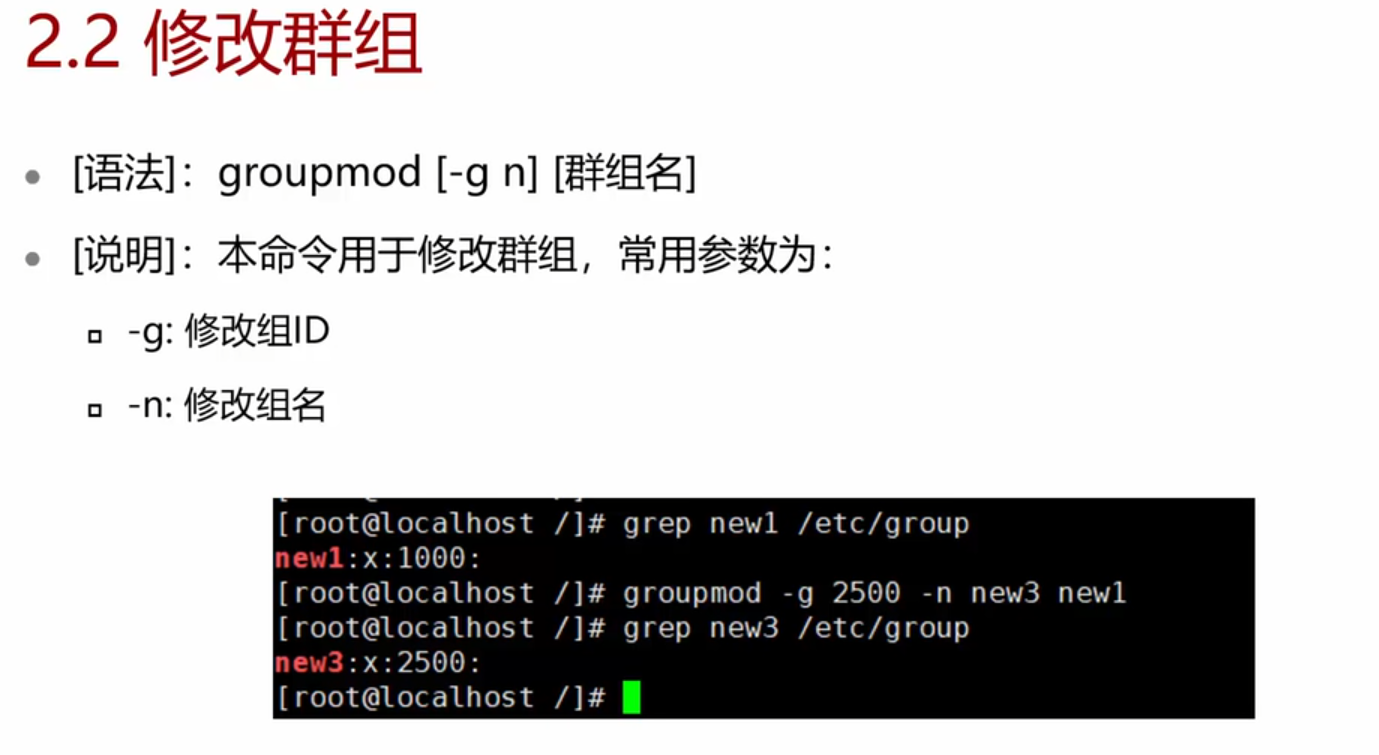 2.2 修改群组
[语法]：groupmod [-g n] [群组名]
[说明]：本命令用于修改群组，常用参数为：
-g: 修改组ID
-n: 修改组名
[root@localhost /]# grep new1 /etc/group
new1:x:1000:
[root@localhost /]# groupmod -g 2500 -n new3 new1
[root@localhost /]# grep new3 /etc/group
new3:x:2500:
[root@localhost /]#